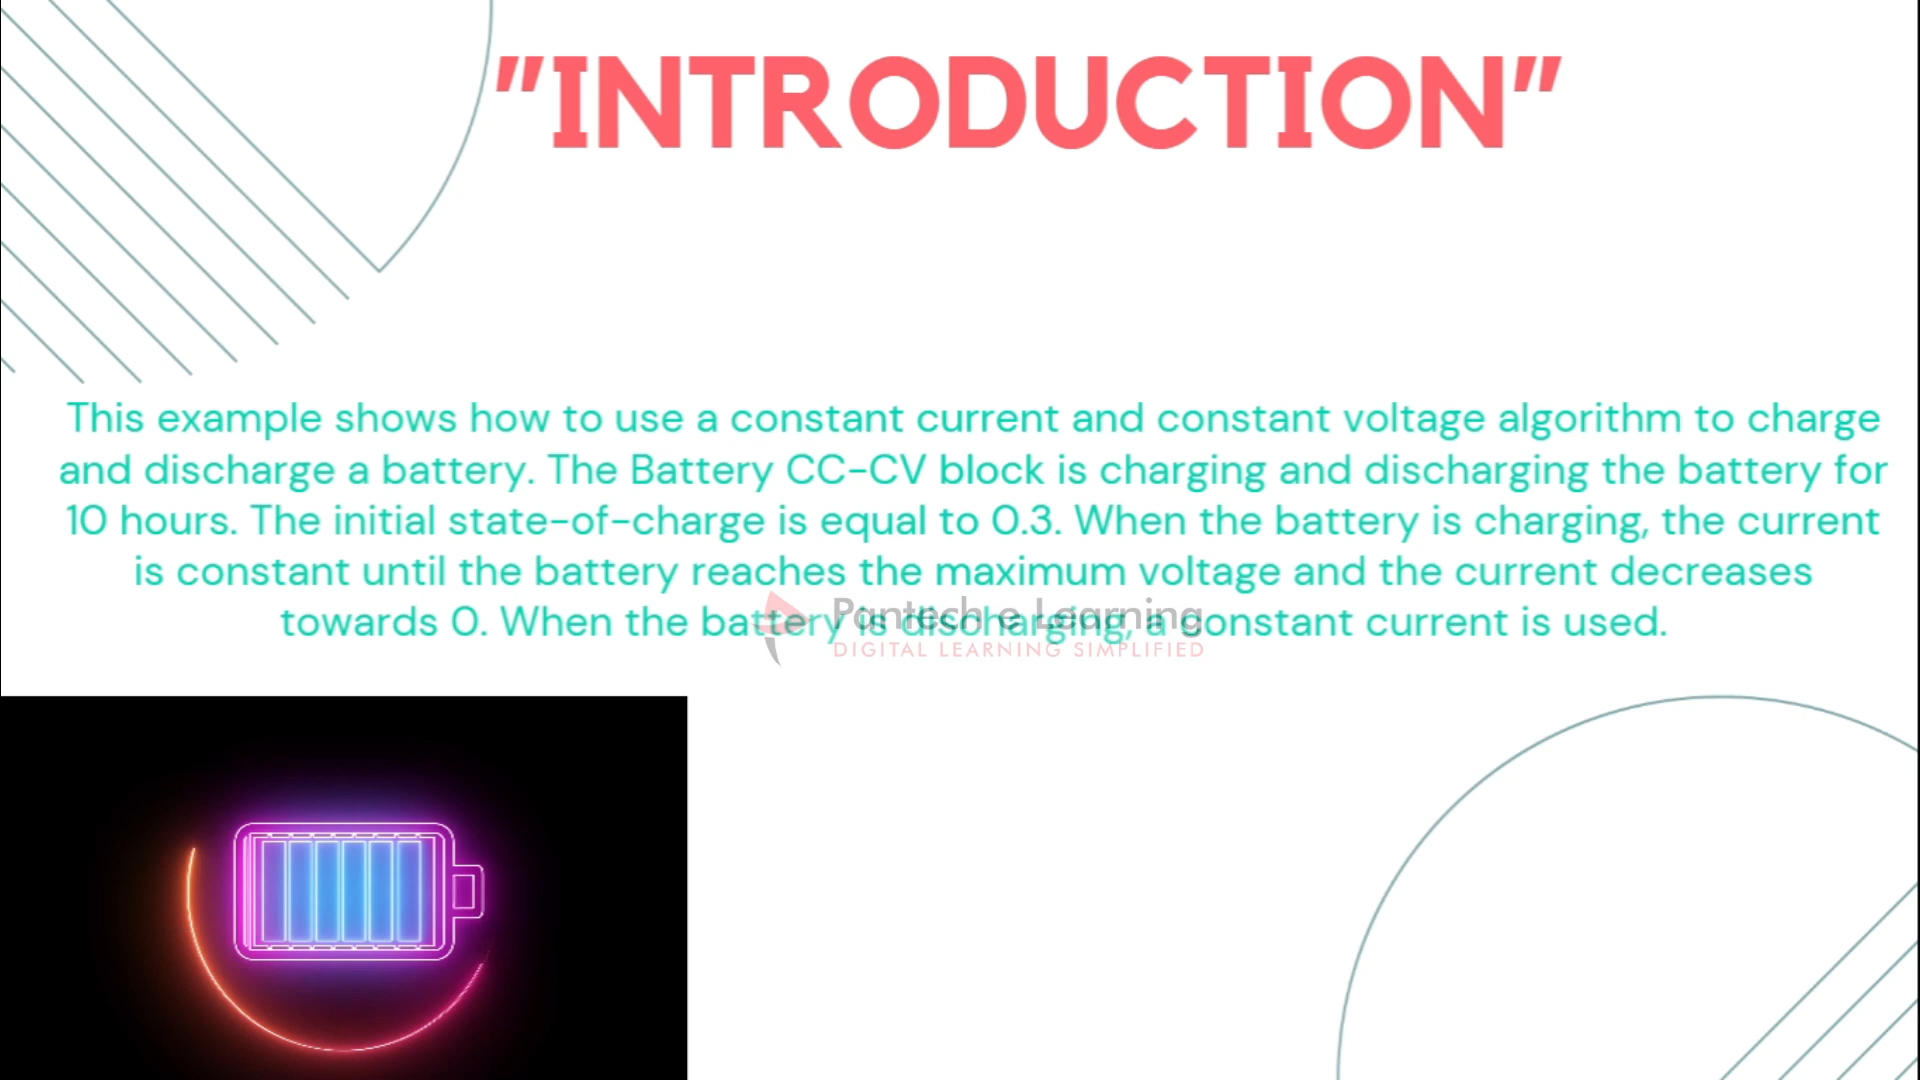 "INTRODUCTION"
This example shows how to use a constant current and constant voltage algorithm to charge
and discharge a battery. The Battery CC-CV block is charging and discharging the battery for
10 hours. The initial state-of-charge is equal to 0.3. When the battery is charging, the current
is constant until the battery reaches the maximum voltage and the current decreases
towards 0. When the battery is discharging, a constant current is used.
Pantech e Learning
DIGITAL LEARNING SIMPLIFIED